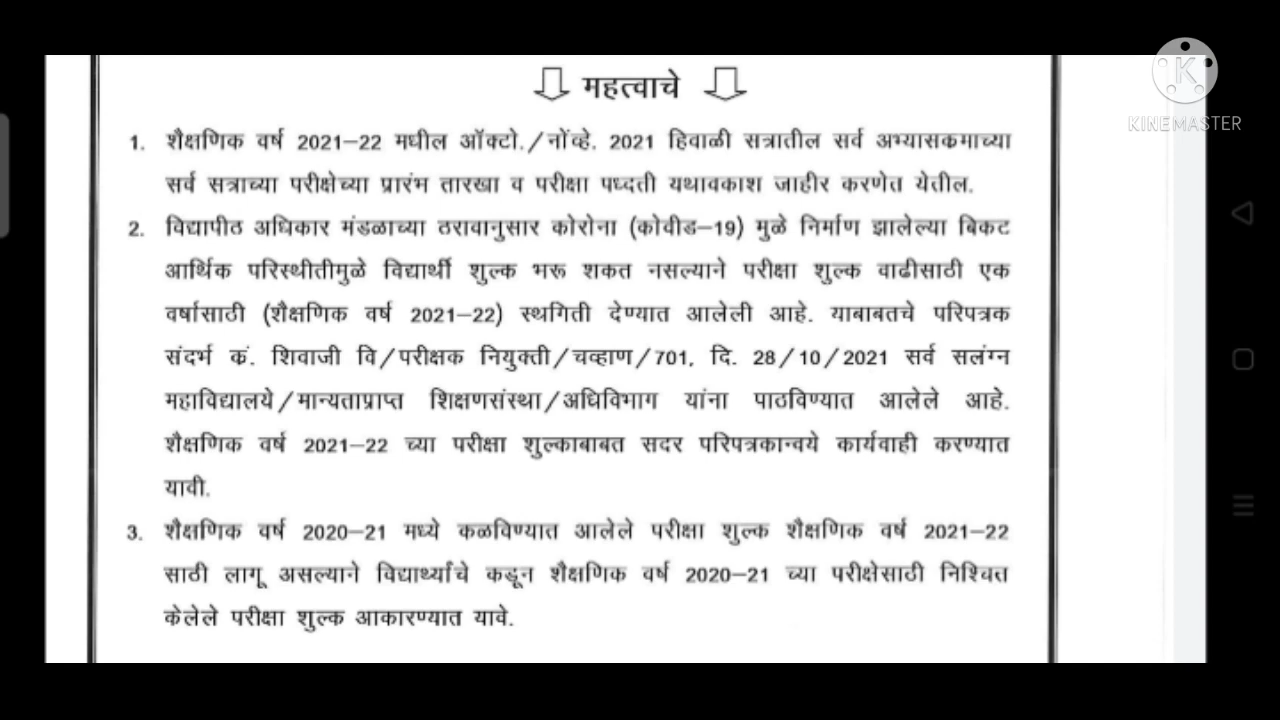 महत्वाचे
KINEMASTER
1. शैक्षणिक वर्ष 2021–22 मधील ऑक्टो./नोंव्हे. 2021 हिवाळी सत्रातील सर्व अभ्यासकमाच्या
सर्व सत्राच्या परीक्षेच्या प्रारंभ तारखा व परीक्षा पध्दती यथावकाश जाहीर करणेत येतील.
2. विद्यापीठ अधिकार मंडळाच्या ठरावानुसार कोरोना (कोवीड–19) मुळे निर्माण झालेल्या बिकट
आर्थिक परिस्थीतीमुळे विद्यार्थी शुल्क भरू शकत नसल्याने परीक्षा शुल्क वाढीसाठी एक
वर्षासाठी (शैक्षणिक वर्ष 2021–22) स्थगिती देण्यात आलेली आहे. याबाबतचे परिपत्रक
संदर्भ कं. शिवाजी वि/परीक्षक नियुक्ती/चव्हाण/701, दि. 28/10/2021 सर्व सलंग्न
महाविद्यालये/मान्यताप्राप्त शिक्षणसंस्था/अधिविभाग यांना पाठविण्यात आलेले आहे.
शैक्षणिक वर्ष 2021–22 च्या परीक्षा शुल्काबाबत सदर परिपत्रकान्वये कार्यवाही करण्यात
यावी.
3. शैक्षणिक वर्ष 2020–21 मध्ये कळविण्यात आलेले परीक्षा शुल्क शैक्षणिक वर्ष 2021–22
साठी लागू असल्याने विद्यार्थ्यांचे कडून शैक्षणिक वर्ष 2020–21 च्या परीक्षेसाठी निश्चित
केलेले परीक्षा शुल्क आकारण्यात यावे.